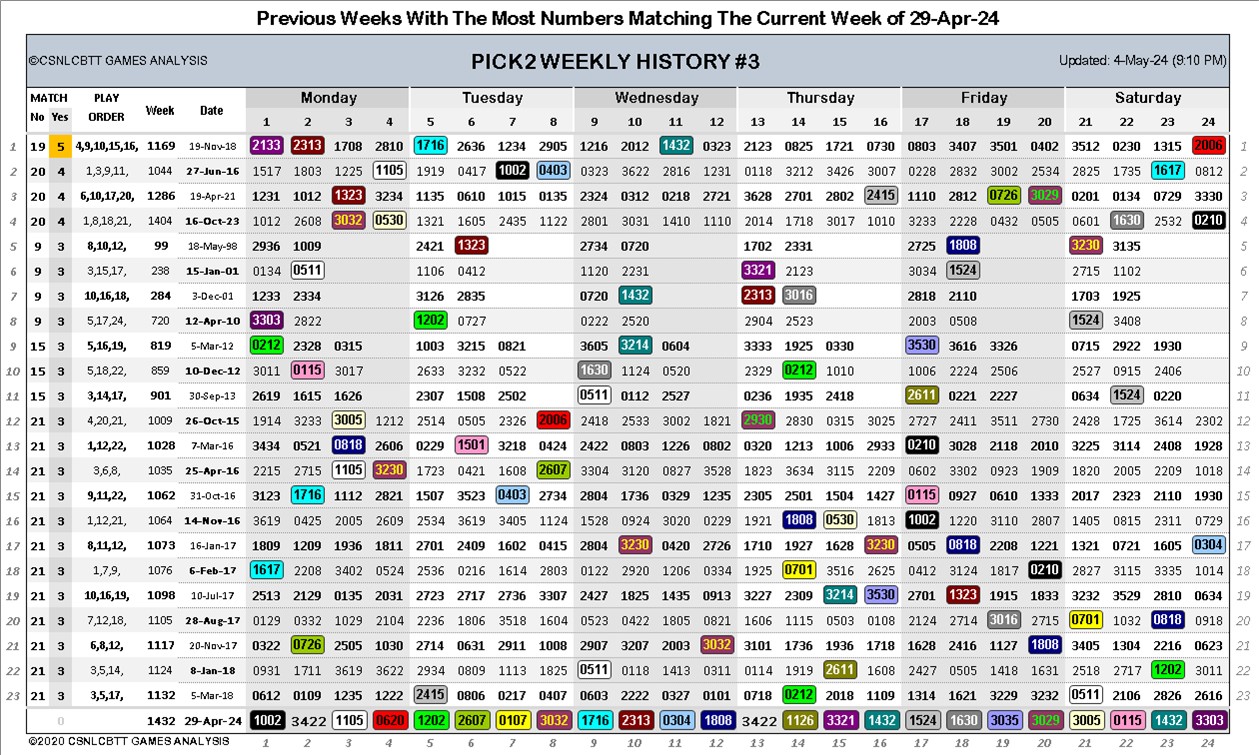 Previous Weeks With The Most Numbers Matching The Current Week of 29-Apr-24
©CSNLCBTT GAMES ANALYSIS PICK2 WEEKLY HISTORY #3 Updated: 4-May-24 (9:10 PM)
MATCH PLAY Week Date Monday Tuesday Wednesday Thursday Friday Saturday
No Yes ORDER 1 2 3 4 5 6 7 8 9 10 11 12 13 14 15 16 17 18 19 20 21 22 23 24
1 19 5 4,9,10,15,16, 1169 19-Nov-18 2133 2313 1708 2810 1716 2636 1234 2905 1216 2012 1432 0323 2123 0825 1721 0730 0803 3407 3501 0402 3512 0230 1315 2006 1
2 20 4 1,3,9,11, 1044 27-Jun-16 1517 1803 1225 1105 1919 0417 1002 0403 0323 3622 2816 1231 0118 3212 3426 3007 0228 2832 3002 2534 2825 1735 1617 0812 2
3 20 4 6,10,17,20, 1286 19-Apr-21 1231 1012 1323 3234 1135 0610 1015 0135 2324 0312 0218 2721 3628 2701 2802 2415 1110 2812 0726 3029 0201 0134 0729 3330 3
4 20 4 1,8,18,21, 1404 16-Oct-23 1012 2608 3032 0530 1321 1605 2435 1122 2801 3031 1410 1110 2014 1718 3017 1010 3233 2228 0432 0505 0601 1630 2532 0210 4
5 9 3 8,10,12, 99 18-May-98 2936 1009 2421 1323 2734 0720 1702 2331 2725 1808 3230 3135 5
6 9 3 3,15,17, 238 15-Jan-01 0134 0511 1106 0412 1120 2231 3321 2123 3034 1524 2715 1102 6
7 9 3 10,16,18, 284 3-Dec-01 1233 2334 3126 2835 0720 1432 2313 3016 2818 2110 1703 1925 7
8 9 3 5,17,24, 720 12-Apr-10 3303 2822 1202 0727 0222 2520 2904 2523 2003 0508 1524 3408 8
9 15 3 5,16,19, 819 5-Mar-12 0212 2328 0315 1003 3215 0821 3605 3214 0604 3333 1925 0330 3530 3616 3326 0715 2922 1930 9
10 15 3 5,18,22, 859 10-Dec-12 3011 0115 3017 2633 3232 0522 1630 1124 0520 2329 0212 1010 1006 2224 2506 2527 0915 2406 10
11 15 3 3,14,17, 901 30-Sep-13 2619 1615 1626 2307 1508 2502 0511 0112 2527 0236 1935 2418 2611 0221 2227 0634 1524 0220 11
12 21 3 4,20,21, 1009 26-Oct-15 1914 3233 3005 1212 2514 0505 2326 2006 2418 2533 3002 1821 2930 2830 0315 3025 2727 2411 3511 2730 2428 1725 3614 2302 12
13 21 3 1,12,22, 1028 7-Mar-16 3434 0521 0818 2606 0229 1501 3218 0424 2422 0803 1226 0802 0320 1213 1006 2933 0210 3028 2118 2010 3225 3114 2408 1928 13
14 21 3 3,6,8, 1035 25-Apr-16 2215 2715 1105 3230 1723 0421 1608 2607 3304 3120 0827 3528 1823 3634 3115 2209 0602 3302 2923 1909 1820 2005 2209 1018 14
15 21 3 9,11,22, 1062 31-Oct-16 3123 1716 1112 2821 1507 3523 0403 2734 2804 1736 0329 1235 2305 2501 1504 1427 0115 0927 0610 1333 2017 2323 2110 1930 15
16 21 3 1,12,21, 1064 14-Nov-16 3619 0425 2005 2609 2534 3619 3405 1124 1528 0924 3020 0229 1921 1808 0530 1813 1002 1220 3110 2807 1405 0815 2311 0729 16
17 21 3 8,11,12, 1073 16-Jan-17 1809 1209 1936 1811 2701 2409 1602 0415 2804 3230 0420 2726 1710 1927 1628 3230 0505 0818 2208 1221 1321 0721 1605 0304 17
18 21 3 1,7,9, 1076 6-Feb-17 1617 2208 3402 0524 2536 0216 1614 2803 0122 2920 1206 0334 1925 0701 3516 2625 0412 3124 1817 0210 2827 3115 3335 1014 18
19 21 3 10,16,19, 1098 10-Jul-17 2513 2129 0135 2031 2723 2717 2736 3307 2427 1825 1435 0913 3227 2309 3214 3530 2701 1323 1915 1833 3232 3529 2810 0634 19
20 21 3 7,12,18, 1105 28-Aug-17 0129 0332 1029 2104 2236 1806 3518 1604 0523 0422 1805 0821 1606 1115 0503 0108 2124 2714 3016 2715 0701 1032 0818 0918 20
21 21 3 6,8,12, 1117 20-Nov-17 0322 0726 2505 1030 2714 0631 2911 1008 2907 3207 2003 3032 3101 1736 1936 1718 1628 2416 1127 1808 3405 1304 2216 0623 21
22 21 3 3,5,14, 1124 8-Jan-18 0931 1711 3619 3622 2934 0809 1113 1825 0511 0118 1413 0311 0114 1919 2611 1608 2427 0505 1418 1631 2518 2717 1202 3011 22
23 21 3 3,5,17, 1132 5-Mar-18 0612 0109 1235 1222 2415 0806 0217 0407 0603 2222 0327 0101 0718 0212 2018 1109 1314 1621 3229 3232 0511 2106 2826 2616 23
0 1432 29-Apr-24 1002 3422 1105 0620 1202 2607 0107 3032 1716 2313 0304 1808 3422 1126 3321 1432 1524 1630 3035 3029 3005 0115 1432 3303
©2020 CSNLCBTT GAMES ANALYSIS 1 2 3 4 5 6 7 8 9 10 11 12 13 14 15 16 17 18 19 20 21 22 23 24